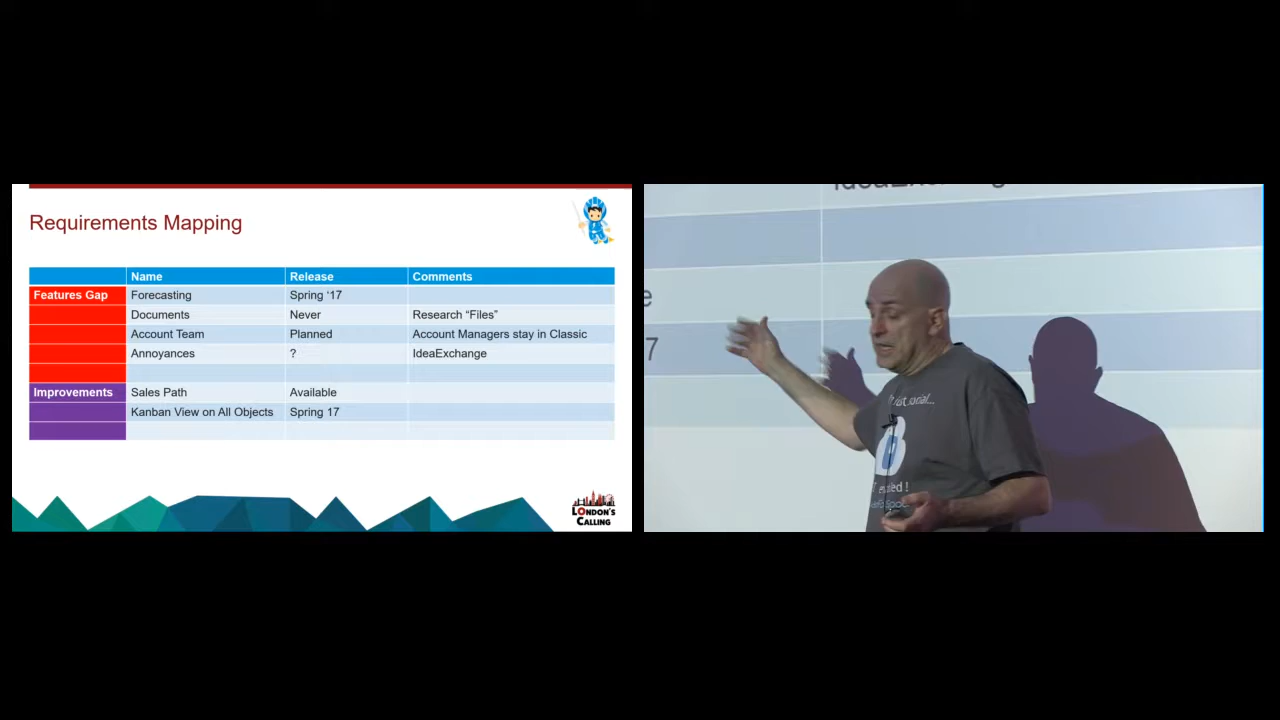 Requirements Mapping
Name Release Comments
Features Gap Forecasting Spring ‘17
Documents Never Research “Files”
Account Team Planned Account Managers stay in Classic
Annoyances ? IdeaExchange
Improvements Sales Path Available
Kanban View on All Objects Spring 17
LONDON'S
CALLING
e
7